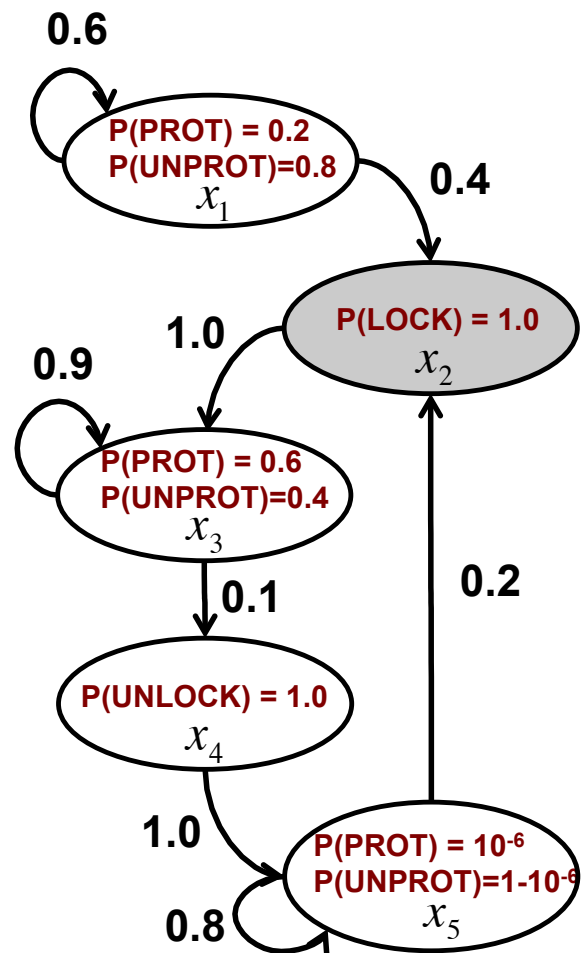 0.6
P(PROT) = 0.2
P(UNPROT)=0.8
x₁
0.4
P(LOCK) = 1.0
x₂
1.0
0.9
P(PROT) = 0.6
P(UNPROT)=0.4
x₃
0.2
0.1
P(UNLOCK) = 1.0
x₄
1.0
P(PROT) = 10⁻⁶
P(UNPROT)=1-10⁻⁶
x₅
0.8